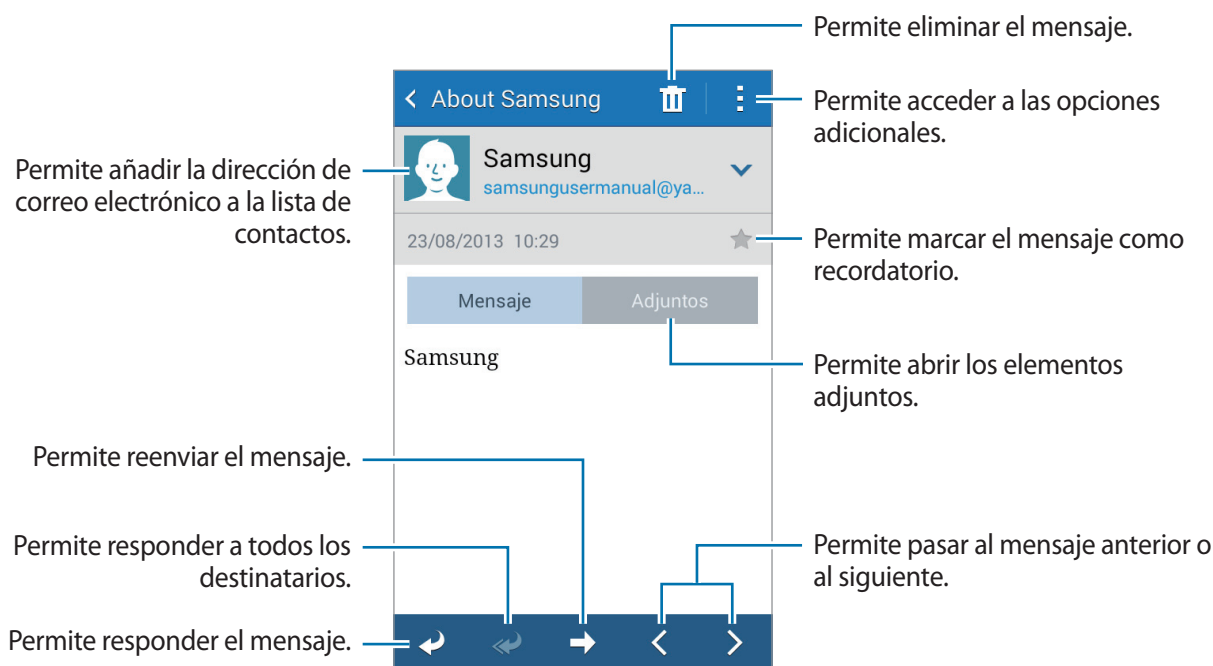 Permite eliminar el mensaje.
About Samsung
Permite acceder a las opciones
adicionales.
Permite añadir la dirección de
correo electrónico a la lista de
contactos.
Samsung
samsungusermanual@ya...
23/08/2013 10:29
Permite marcar el mensaje como
recordatorio.
Mensaje
Adjuntos
Samsung
Permite abrir los elementos
adjuntos.
Permite reenviar el mensaje.
Permite responder a todos los
destinatarios.
Permite pasar al mensaje anterior o
al siguiente.
Permite responder el mensaje.